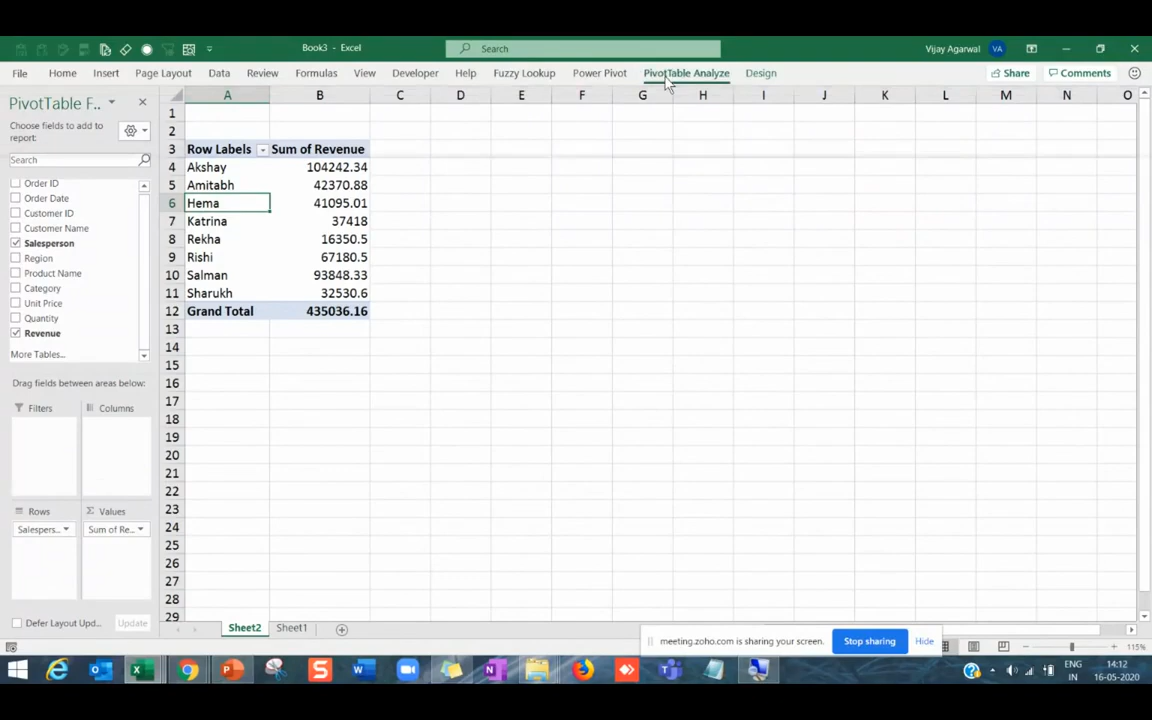 Book3 - Excel
Search
Vijay Agarwal
VA
File Home Insert Page Layout Data Review Formulas View Developer Help Fuzzy Lookup Power Pivot PivotTable Analyze Design
Share Comments
PivotTable F..
Choose fields to add to report:
Search
Order ID
Order Date
Customer ID
Customer Name
Salesperson
Region
Product Name
Category
Unit Price
Quantity
Revenue
More Tables...
Drag fields between areas below:
Filters Columns
Rows Σ Values
Salespers... Sum of Re...
Defer Layout Upd... Update
A B C D E F G H I J K L M N O
1
2
3 Row Labels Sum of Revenue
4 Akshay 104242.34
5 Amitabh 42370.88
6 Hema 41095.01
7 Katrina 37418
8 Rekha 16350.5
9 Rishi 67180.5
10 Salman 93848.33
11 Sharukh 32530.6
12 Grand Total 435036.16
13
14
15
16
17
18
19
20
21
22
23
24
25
26
27
28
29
Sheet2 Sheet1
meeting.zoho.com is sharing your screen. Stop sharing Hide
115%
ENG
IN
14:12
16-05-2020